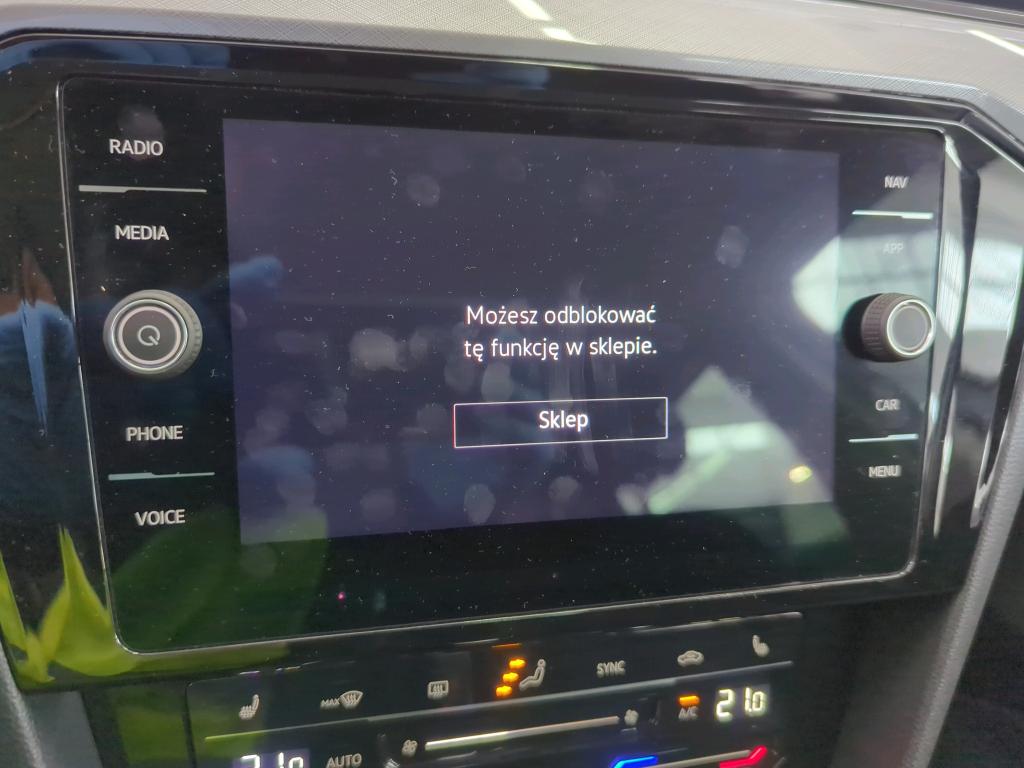 RADIO
MEDIA
PHONE
VOICE
Możesz odblokować
tę funkcję w sklepie.
Sklep
NAV
APP
CAR
MENU
MAX
SYNC
A/C
21.0
AUTO